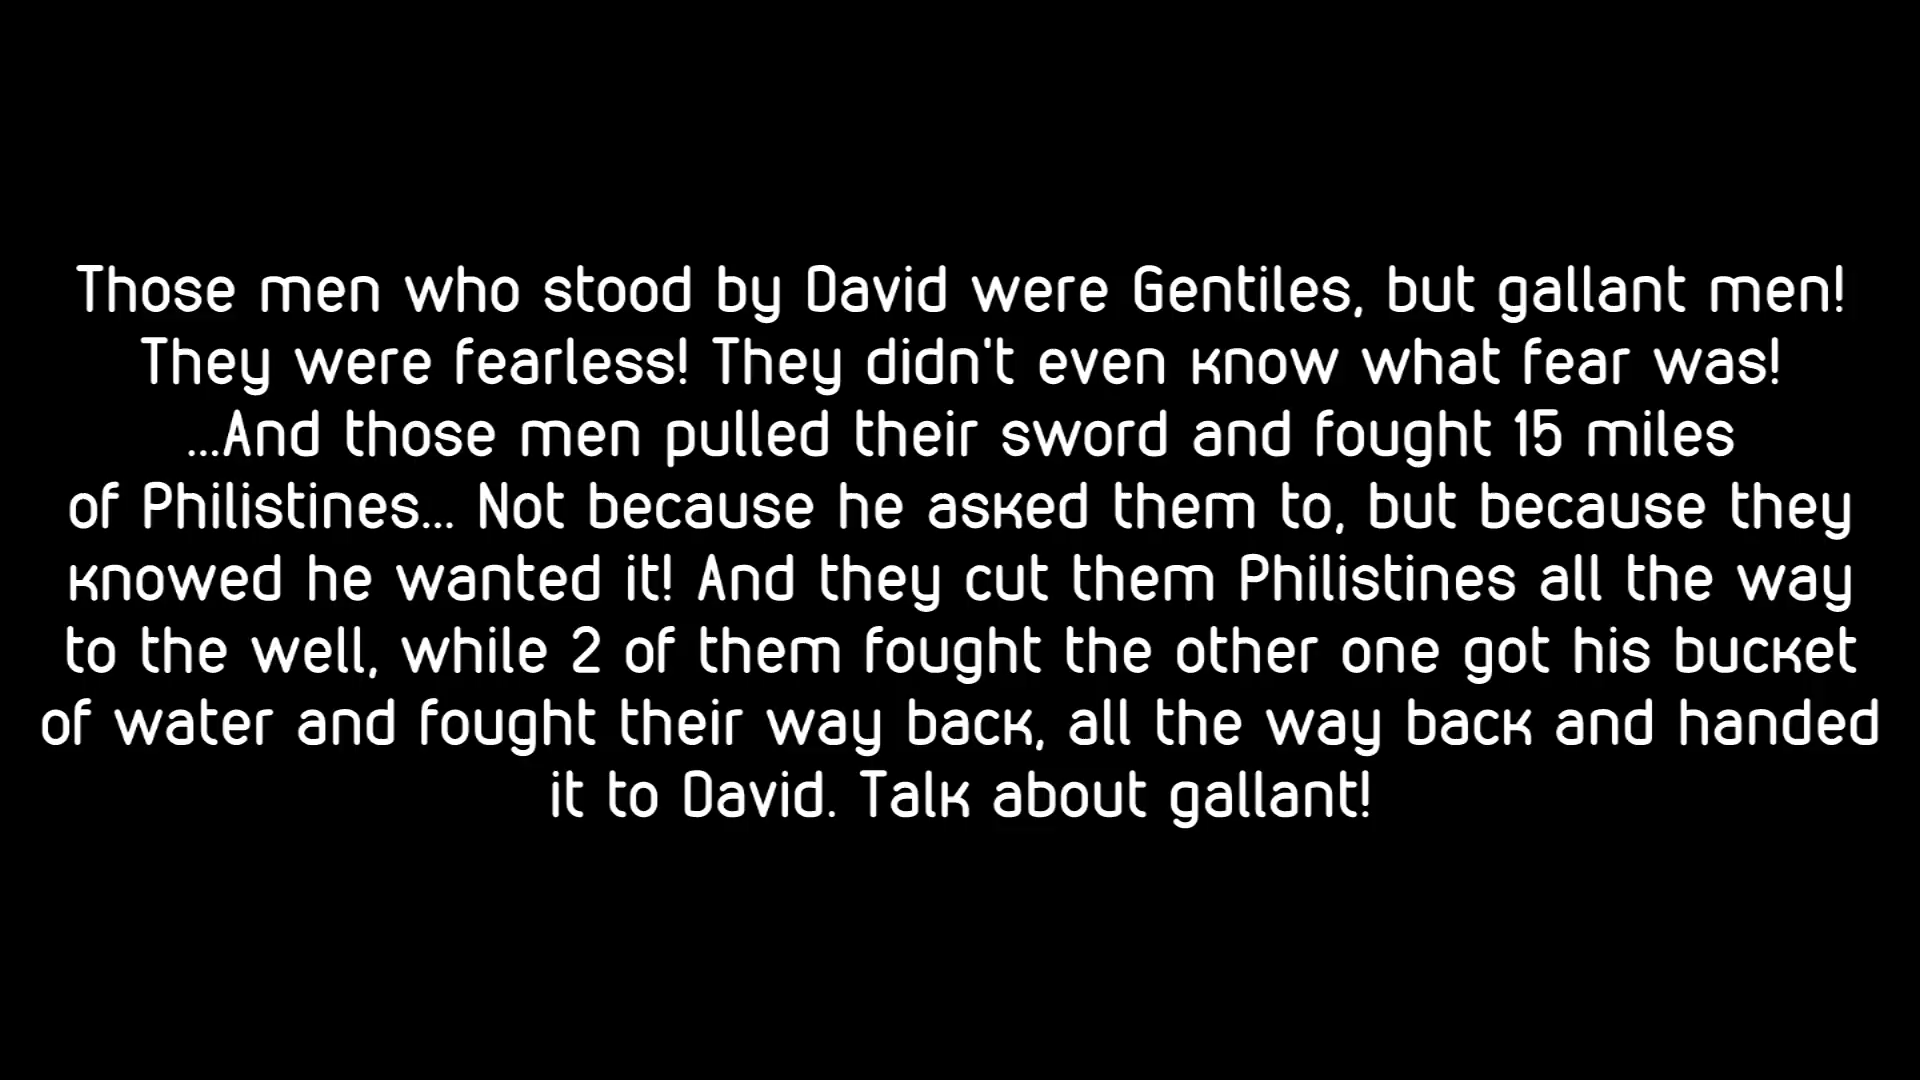 Those men who stood by David were Gentiles, but gallant men!
They were fearless! They didn't even know what fear was!
...And those men pulled their sword and fought 15 miles
of Philistines... Not because he asked them to, but because they
knowed he wanted it! And they cut them Philistines all the way
to the well, while 2 of them fought the other one got his bucket
of water and fought their way back, all the way back and handed
it to David. Talk about gallant!